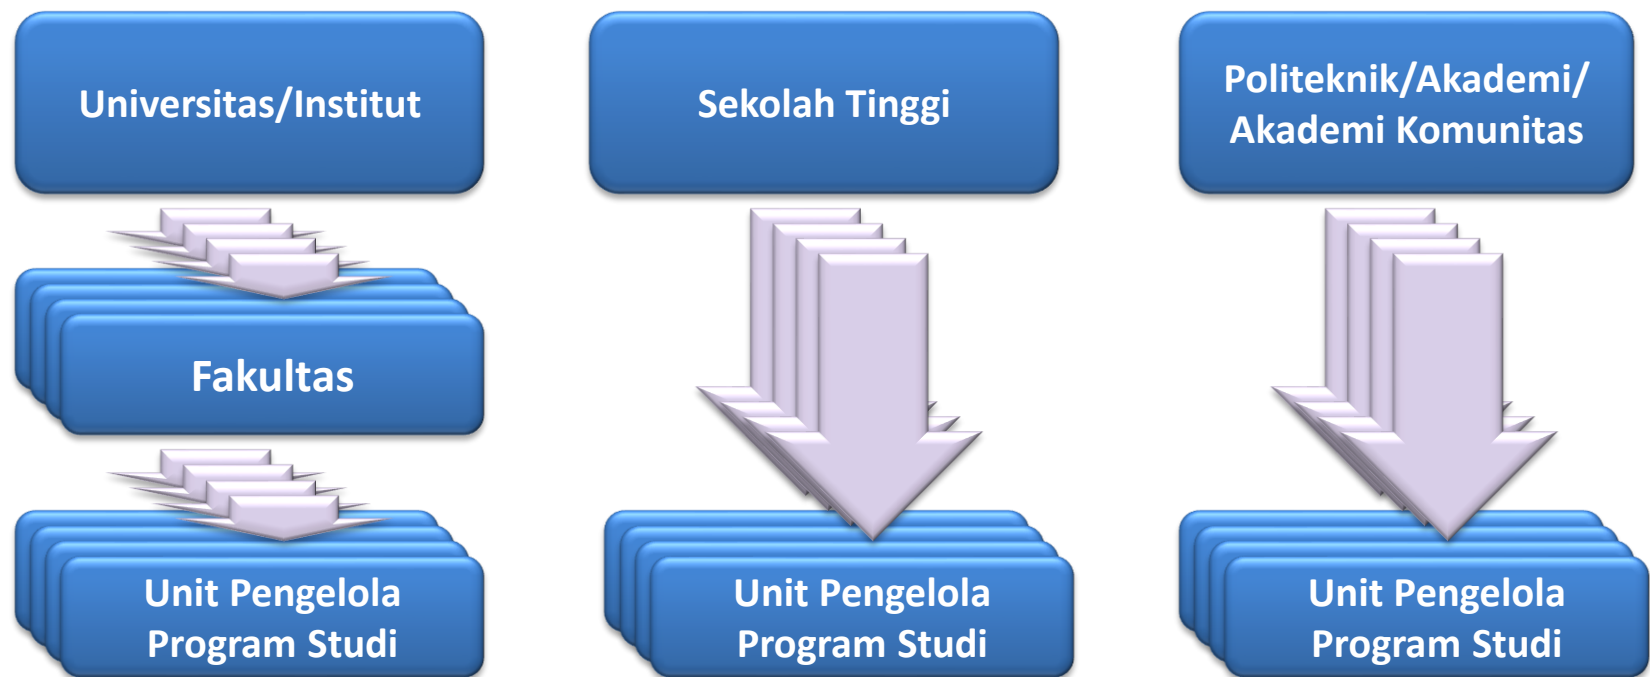 Universitas/Institut
Sekolah Tinggi
Politeknik/Akademi/
Akademi Komunitas
Fakultas
Unit Pengelola
Program Studi
Unit Pengelola
Program Studi
Unit Pengelola
Program Studi